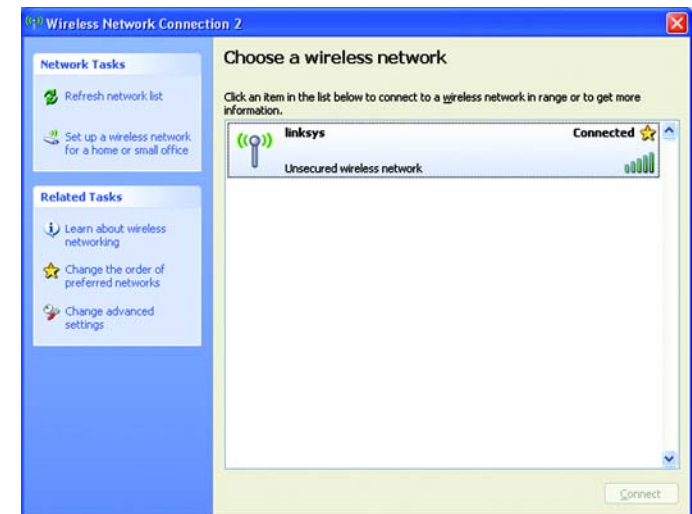 Wireless Network Connection 2
Network Tasks
Refresh network list
Set up a wireless network
for a home or small office
Related Tasks
Learn about wireless
networking
Change the order of
preferred networks
Change advanced
settings
Choose a wireless network
Click an item in the list below to connect to a wireless network in range or to get more
information.
linksys
Connected
Unsecured wireless network
Connect